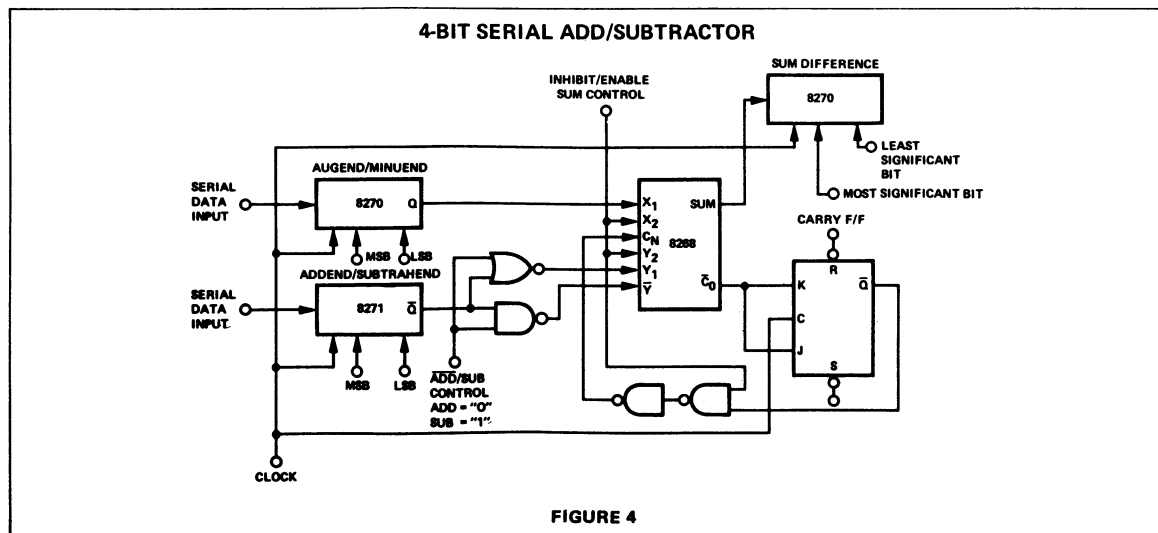 4-BIT SERIAL ADD/SUBTRACTOR
SUM DIFFERENCE
8270
INHIBIT/ENABLE
SUM CONTROL
LEAST
SIGNIFICANT
BIT
MOST SIGNIFICANT BIT
AUGEND/MINUEND
SERIAL
DATA
INPUT
8270 Q
MSB LSB
X1
X2
CN
Y2
Y1
Y̅
SUM
8268
C̅0
CARRY F/F
R
K
C
J
S
Q̅
ADDEND/SUBTRAHEND
SERIAL
DATA
INPUT
8271 Q̅
MSB LSB
A̅D̅D̅/SUB
CONTROL
ADD = "0"
SUB = "1"
CLOCK
FIGURE 4